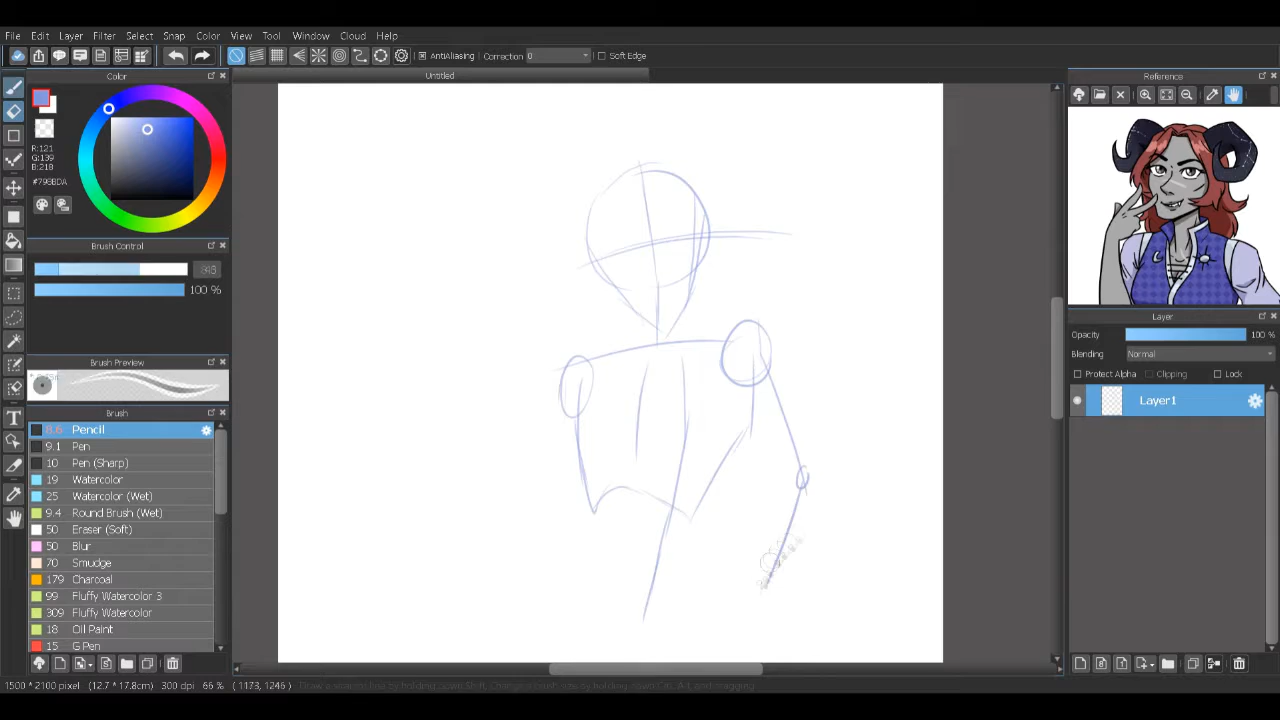 File Edit Layer Filter Select Snap Color View Tool Window Cloud Help
AntiAliasing Correction 0 Soft Edge
Color
Untitled
Reference
R:121
G:139
B:218
Brush Control
100 %
Brush Preview
Layer
Opacity 100 %
Blending Normal
Protect Alpha Clipping Lock
Layer1
Brush
8.6 Pencil
9.1 Pen
10 Pen (Sharp)
19 Watercolor
25 Watercolor (Wet)
9.4 Round Brush (Wet)
50 Eraser (Soft)
50 Blur
70 Smudge
179 Charcoal
99 Fluffy Watercolor 3
309 Fluffy Watercolor
18 Oil Paint
15 G Pen
1500 * 2100 pixel (12.7 * 17.8cm) 300 dpi 66 % ( 1173, 1246)